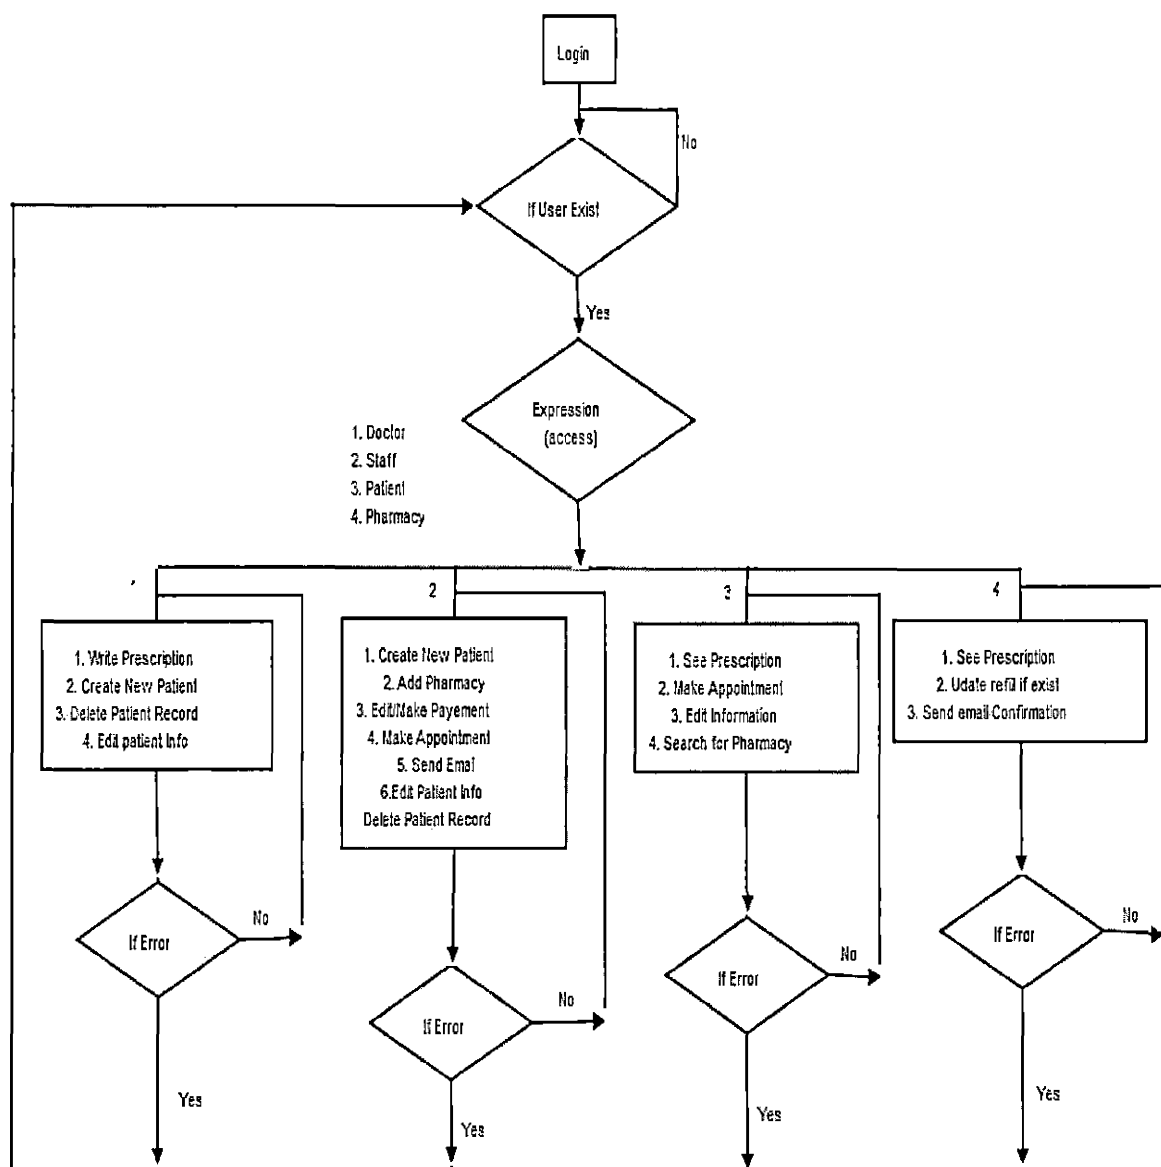 Login
No
If User Exist
Yes
Expression
(access)
1. Doctor
2. Staff
3. Patient
4. Pharmacy
2
3
4
1. Write Prescription
2. Create New Patient
3. Delete Patient Record
4. Edit patient Info
1. Create New Patient
2. Add Pharmacy
3. Edit/Make Payement
4. Make Appointment
5. Send Email
6.Edit Patient Info
Delete Patient Record
1. See Prescription
2. Make Appointment
3. Edit Information
4. Search for Pharmacy
1. See Prescription
2. Udate refill if exist
3. Send email Confirmation
If Error
No
If Error
No
If Error
No
If Error
No
Yes
Yes
Yes
Yes